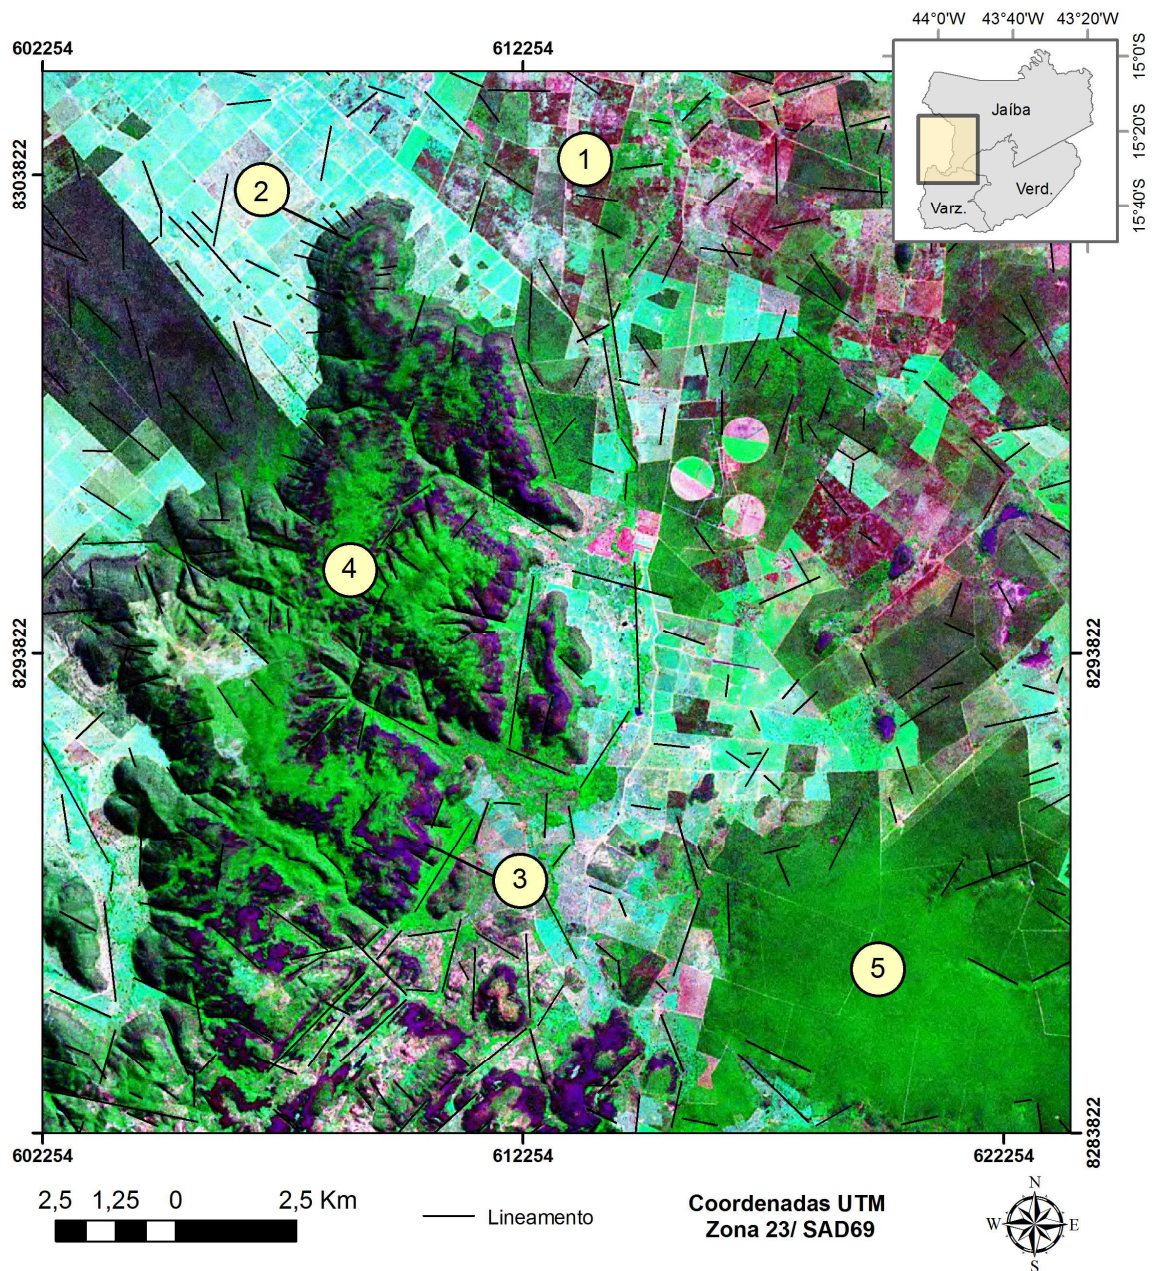 44°0'W 43°40'W 43°20'W
602254 612254
15°0'S
15°20'S
15°40'S
Jaíba
Verd.
Varz.
8303822
1
2
4
8293822 8293822
3
5
8283822
602254 612254 622254
2,5 1,25 0 2,5 Km
Lineamento
Coordenadas UTM
Zona 23/ SAD69
N
W E
S